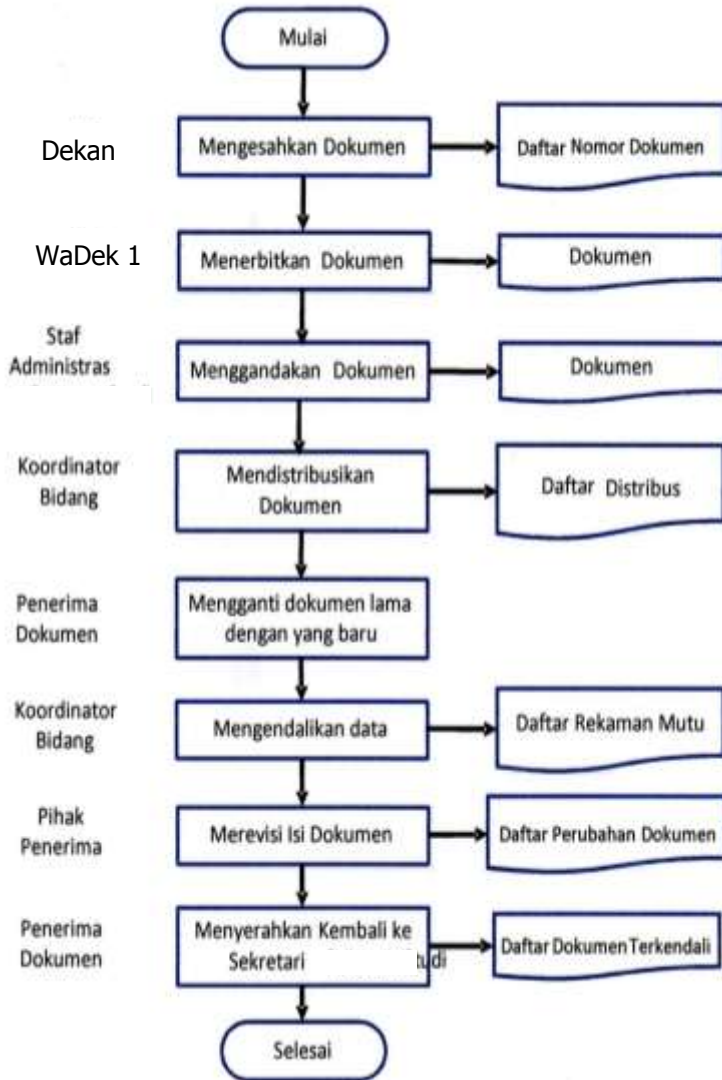 Mulai
Dekan
Mengesahkan Dokumen
Daftar Nomor Dokumen
WaDek 1
Menerbitkan Dokumen
Dokumen
Staf
Administras
Menggandakan Dokumen
Dokumen
Koordinator
Bidang
Mendistribusikan
Dokumen
Daftar Distribus
Penerima
Dokumen
Mengganti dokumen lama
dengan yang baru
Koordinator
Bidang
Mengendalikan data
Daftar Rekaman Mutu
Pihak
Penerima
Merevisi Isi Dokumen
Daftar Perubahan Dokumen
Penerima
Dokumen
Menyerahkan Kembali ke
Sekretari
Daftar Dokumen Terkendali
Selesai